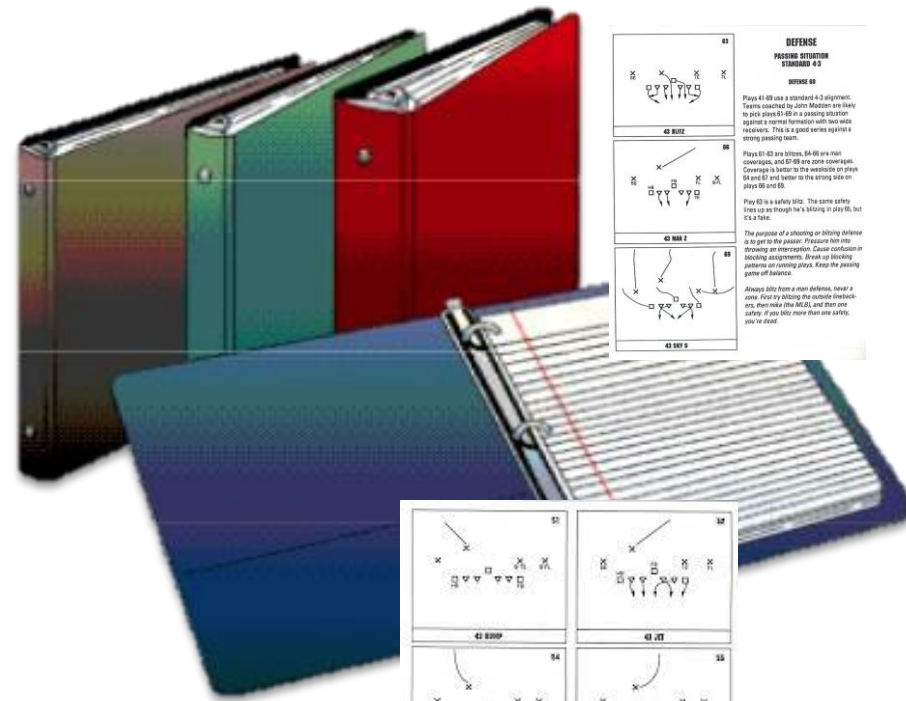 63
43 BLITZ
66
43 MAN 2
69
43 SKY S
DEFENSE
PASSING SITUATION
STANDARD 4-3
DEFENSE 60
Plays 41-69 use a standard 4-3 alignment.
Teams coached by John Madden are likely
to pick plays 61-69 in a passing situation
against a normal formation with two wide
receivers. This is a good series against a
strong passing team.
Plays 61-63 are blitzes, 64-66 are man
coverages, and 67-69 are zone coverages.
Coverage is better to the weakside on plays
64 and 67 and better to the strong side on
plays 66 and 69.
Play 63 is a safety blitz. The same safety
lines up as though he's blitzing in play 65, but
it's a fake.
The purpose of a shooting or blitzing defense
is to get to the passer. Pressure him into
throwing an interception. Cause confusion in
blocking assignments. Break up blocking
patterns on running plays. Keep the passing
game off balance.
Always blitz from a man defense, never a
zone. First try blitzing the outside lineback-
ers, then mike (the MLB), and then one
safety. If you blitz more than one safety,
you're dead.
51
43 BUMP
52
43 JET
54
55